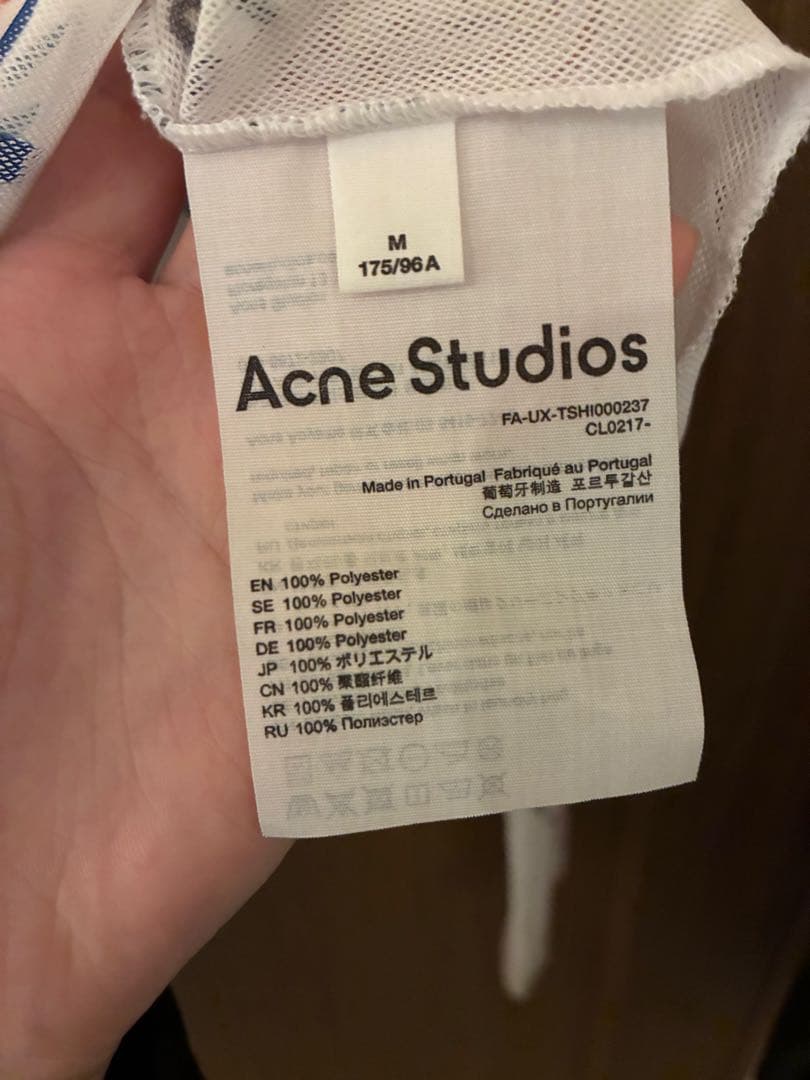 M
175/96A
Acne Studios
FA-UX-TSHI000237
CL0217-
Made in Portugal Fabriqué au Portugal
葡萄牙制造 포르투갈산
Сделано в Португалии
EN 100% Polyester
SE 100% Polyester
FR 100% Polyester
DE 100% Polyester
JP 100% ポリエステル
CN 100% 聚酯纤维
KR 100% 폴리에스테르
RU 100% Полиэстер